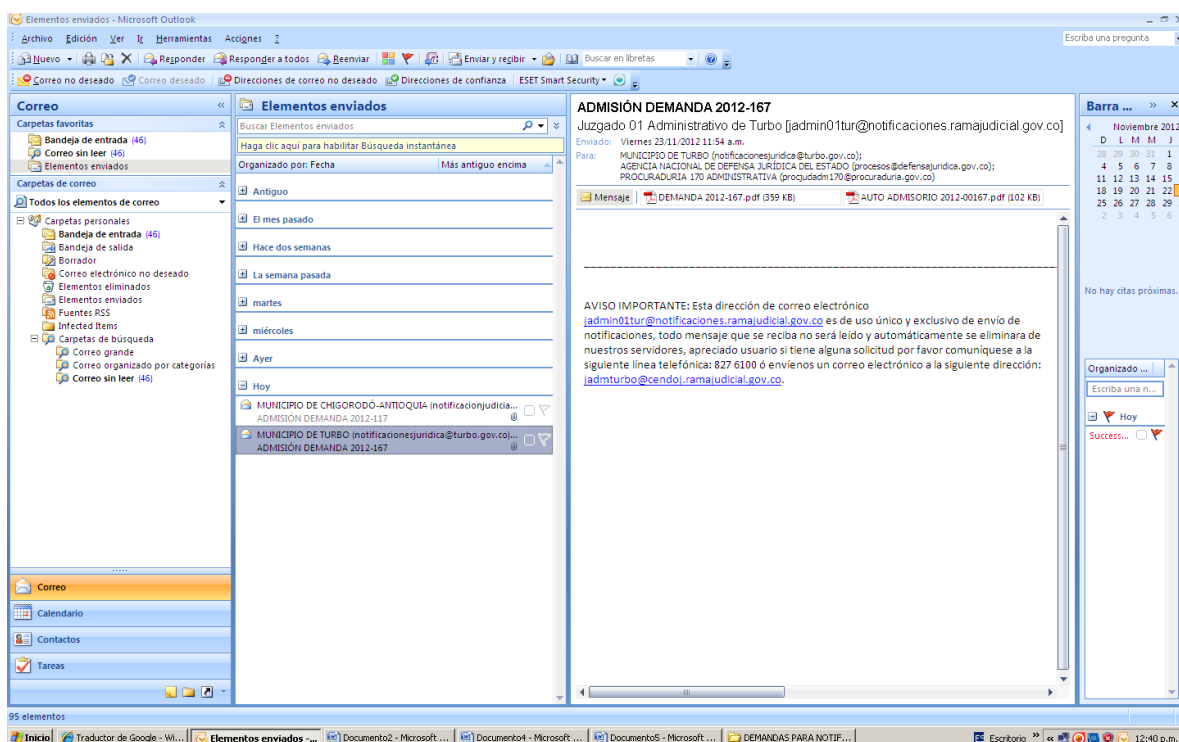 Elementos enviados - Microsoft Outlook
Archivo Edición Ver Ir Herramientas Acciones ?
Escriba una pregunta
Nuevo Responder Responder a todos Reenviar Enviar y recibir Buscar en libretas
Correo no deseado Correo deseado Direcciones de correo no deseado Direcciones de confianza ESET Smart Security
Correo
Carpetas favoritas
Bandeja de entrada (46)
Correo sin leer (46)
Elementos enviados
Carpetas de correo
Todos los elementos de correo
Carpetas personales
Bandeja de entrada (46)
Bandeja de salida
Borrador
Correo electrónico no deseado
Elementos eliminados
Elementos enviados
Fuentes RSS
Infected Items
Carpetas de búsqueda
Correo grande
Correo organizado por categorías
Correo sin leer (46)
Correo
Calendario
Contactos
Tareas
Elementos enviados
Buscar Elementos enviados
Haga clic aquí para habilitar Búsqueda instantánea
Organizado por: Fecha Más antiguo encima
Antiguo
El mes pasado
Hace dos semanas
La semana pasada
martes
miércoles
Ayer
Hoy
MUNICIPIO DE CHIGORODÓ-ANTIOQUIA (notificacionjudicia...
ADMISIÓN DEMANDA 2012-117
MUNICIPIO DE TURBO (notificacionesjuridica@turbo.gov.co)...
ADMISIÓN DEMANDA 2012-167
ADMISIÓN DEMANDA 2012-167
Juzgado 01 Administrativo de Turbo [jadmin01tur@notificaciones.ramajudicial.gov.co]
Enviado: Viernes 23/11/2012 11:54 a.m.
Para: MUNICIPIO DE TURBO (notificacionesjuridica@turbo.gov.co);
AGENCIA NACIONAL DE DEFENSA JURÍDICA DEL ESTADO (procesos@defensajuridica.gov.co);
PROCURADURIA 170 ADMINISTRATIVA (procjudadm170@procuraduria.gov.co)
Mensaje DEMANDA 2012-167.pdf (359 KB) AUTO ADMISORIO 2012-00167.pdf (102 KB)
AVISO IMPORTANTE: Esta dirección de correo electrónico
jadmin01tur@notificaciones.ramajudicial.gov.co es de uso único y exclusivo de envío de
notificaciones, todo mensaje que se reciba no será leído y automáticamente se eliminara de
nuestros servidores, apreciado usuario si tiene alguna solicitud por favor comuníquese a la
siguiente línea telefónica: 827 6100 ó envíenos un correo electrónico a la siguiente dirección:
jadmturbo@cendoj.ramajudicial.gov.co.
Barra ...
Noviembre 2012
D L M M J
28 29 30 31 1
4 5 6 7 8
11 12 13 14 15
18 19 20 21 22
25 26 27 28 29
2 3 4 5 6
No hay citas próximas.
Organizado ...
Escriba una n...
Hoy
Success...
95 elementos
Inicio Traductor de Google - Wi... Elementos enviados -... Documento2 - Microsoft ... Documento4 - Microsoft ... Documento5 - Microsoft ... DEMANDAS PARA NOTIF... Escritorio 12:40 p.m.